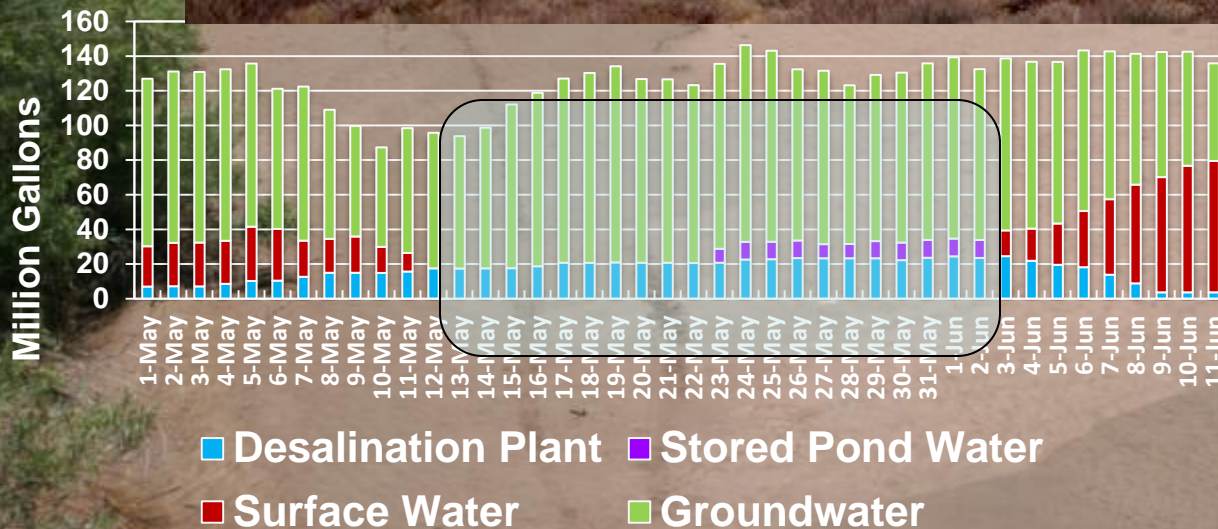 160
140
120
100
80
60
40
20
0
Million Gallons
1-May
2-May
3-May
4-May
5-May
6-May
7-May
8-May
9-May
10-May
11-May
12-May
13-May
14-May
15-May
16-May
17-May
18-May
19-May
20-May
21-May
22-May
23-May
24-May
25-May
26-May
27-May
28-May
29-May
30-May
31-May
1-Jun
2-Jun
3-Jun
4-Jun
5-Jun
6-Jun
7-Jun
8-Jun
9-Jun
10-Jun
11-Jun
Desalination Plant Stored Pond Water
Surface Water Groundwater